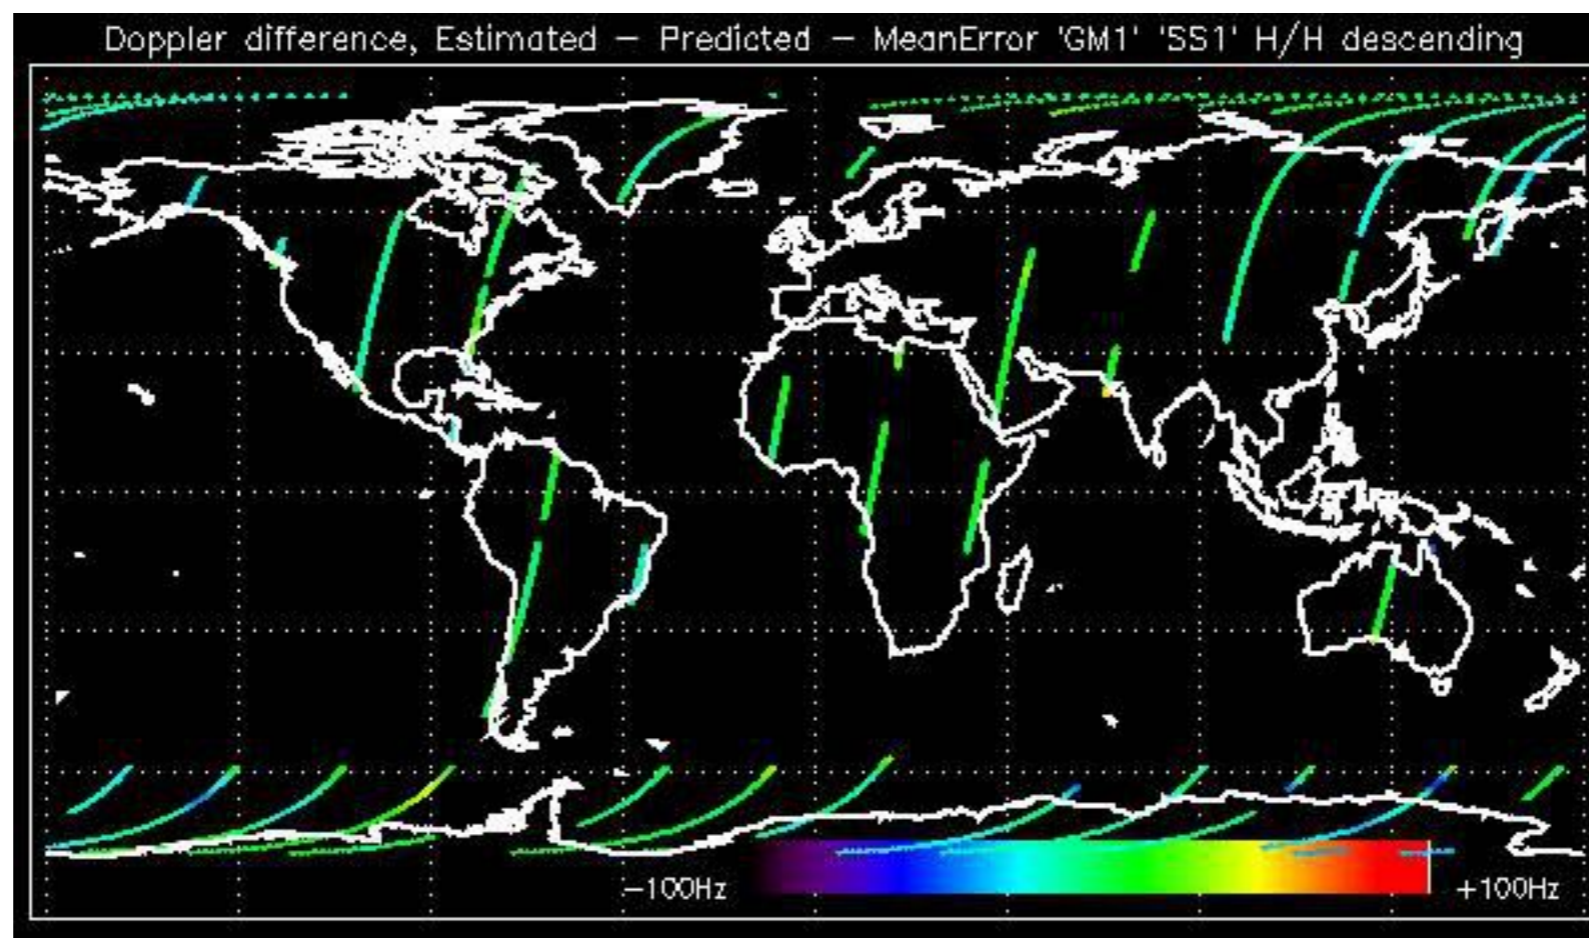 Doppler difference, Estimated – Predicted – MeanError 'GM1' 'SS1' H/H descending
−100Hz
+100Hz